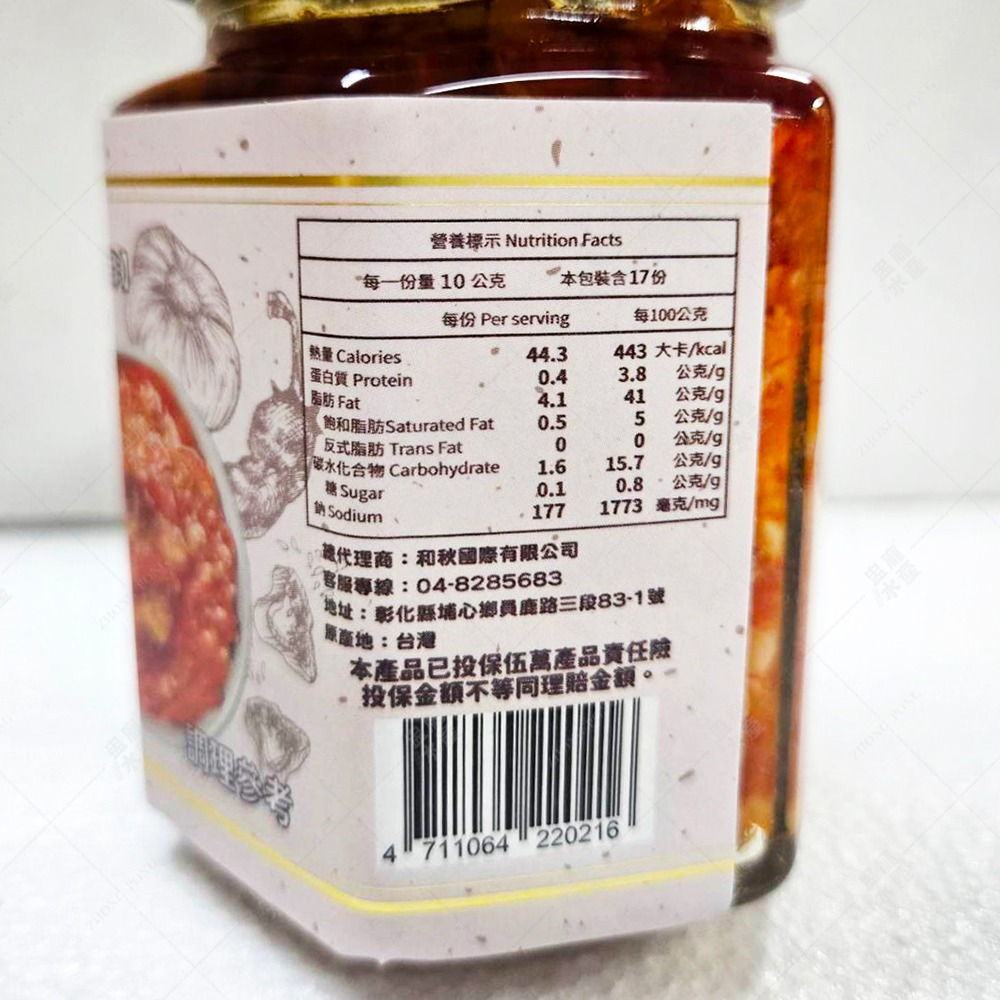 營養標示 Nutrition Facts
每一份量 10 公克 本包裝含17份
每份 Per serving 每100公克
熱量 Calories 44.3 443 大卡/kcal
蛋白質 Protein 0.4 3.8 公克/g
脂肪 Fat 4.1 41 公克/g
飽和脂肪Saturated Fat 0.5 5 公克/g
反式脂肪 Trans Fat 0 0 公克/g
碳水化合物 Carbohydrate 1.6 15.7 公克/g
糖 Sugar 0.1 0.8 公克/g
鈉 Sodium 177 1773 毫克/mg
總代理商：和秋國際有限公司
客服專線：04-8285683
地址：彰化縣埔心鄉員鹿路三段83-1號
原產地：台灣
本產品已投保伍萬產品責任險
投保金額不等同理賠金額。
調理參考
4 711064 220216